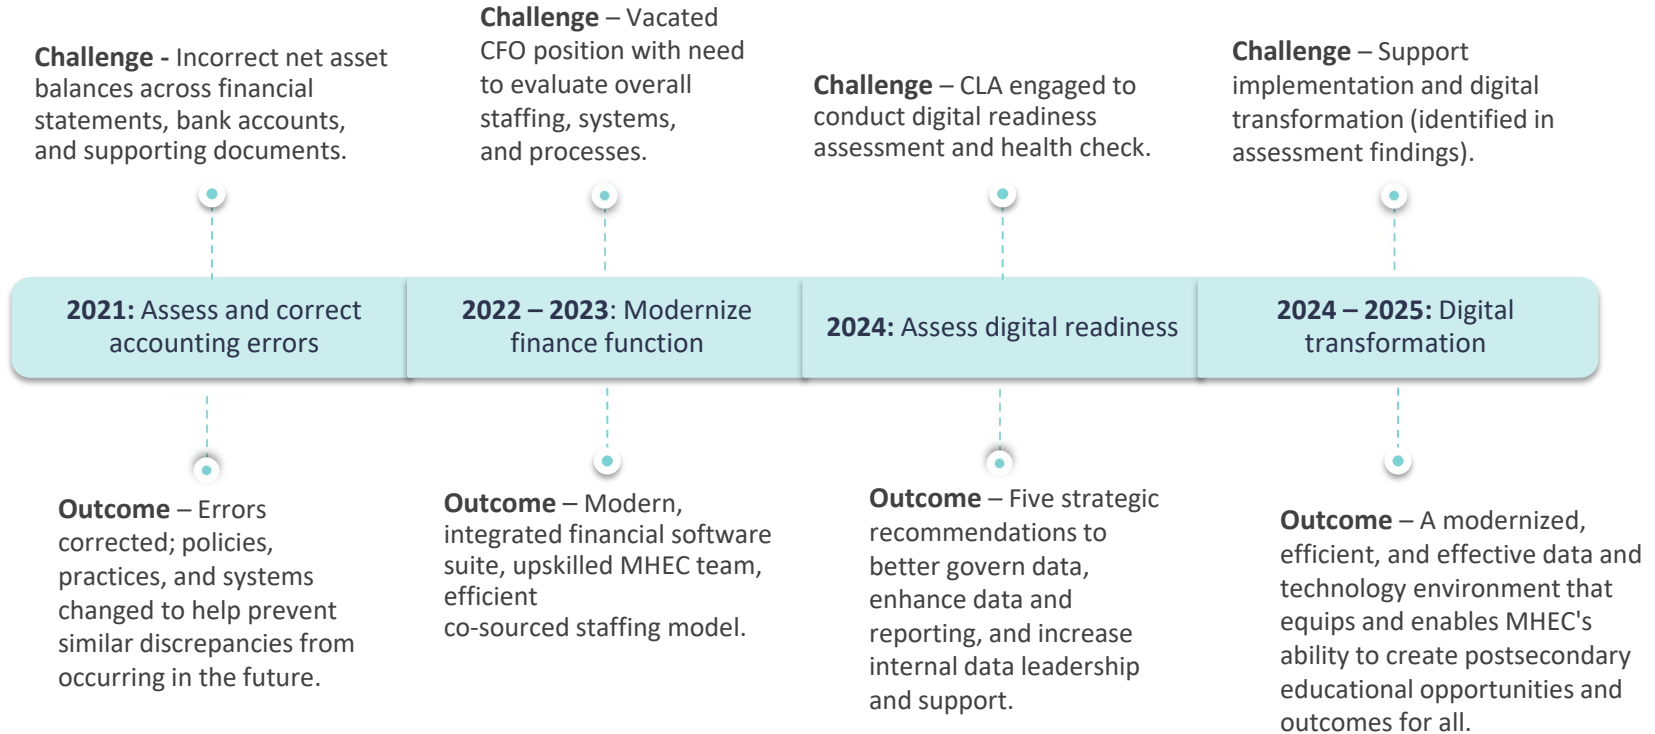 Challenge - Incorrect net asset
balances across financial
statements, bank accounts,
and supporting documents.
Challenge – Vacated
CFO position with need
to evaluate overall
staffing, systems,
and processes.
Challenge – CLA engaged to
conduct digital readiness
assessment and health check.
Challenge – Support
implementation and digital
transformation (identified in
assessment findings).
2021: Assess and correct
accounting errors
2022 – 2023: Modernize
finance function
2024: Assess digital readiness
2024 – 2025: Digital
transformation
Outcome – Errors
corrected; policies,
practices, and systems
changed to help prevent
similar discrepancies from
occurring in the future.
Outcome – Modern,
integrated financial software
suite, upskilled MHEC team,
efficient
co-sourced staffing model.
Outcome – Five strategic
recommendations to
better govern data,
enhance data and
reporting, and increase
internal data leadership
and support.
Outcome – A modernized,
efficient, and effective data and
technology environment that
equips and enables MHEC's
ability to create postsecondary
educational opportunities and
outcomes for all.